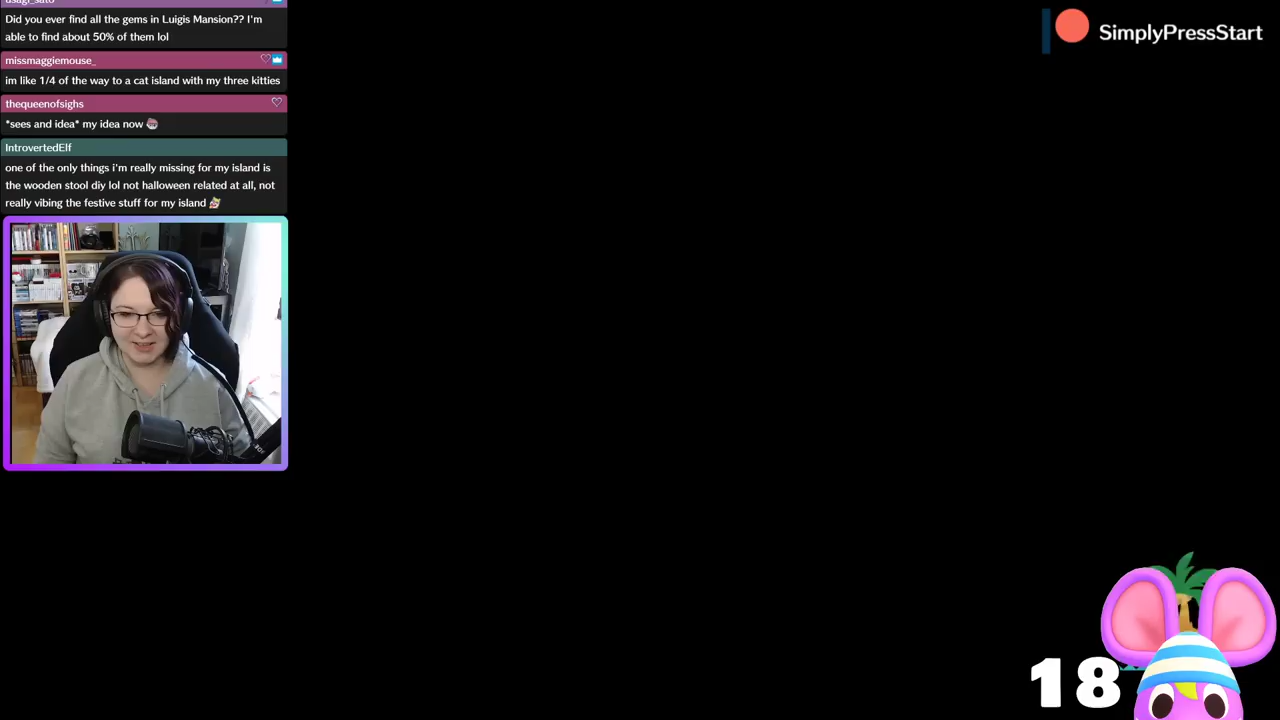 Did you ever find all the gems in Luigis Mansion?? I'm
able to find about 50% of them lol
missmaggiemouse_
im like 1/4 of the way to a cat island with my three kitties
thequeenofsighs
*sees and idea* my idea now
IntrovertedElf
one of the only things i'm really missing for my island is
the wooden stool diy lol not halloween related at all, not
really vibing the festive stuff for my island
SimplyPressStart
18